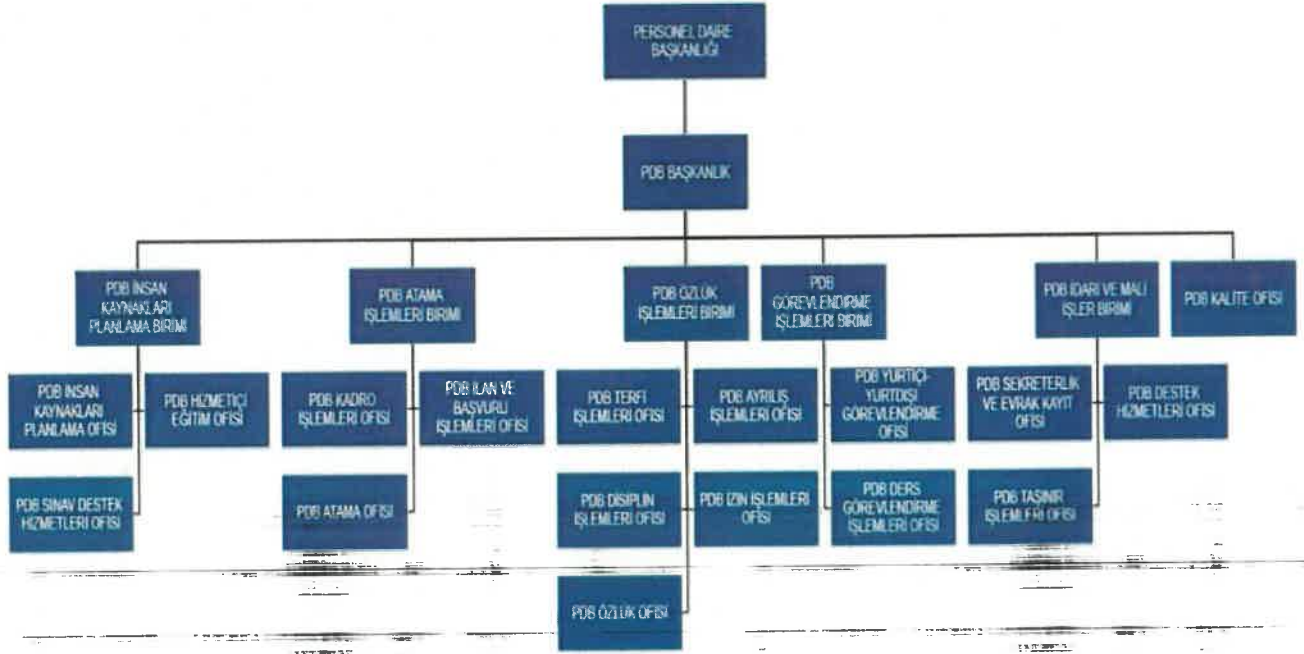 PERSONEL DAİRE
BAŞKANLIĞI
PDB BAŞKANLIK
PDB İNSAN
KAYNAKLARI
PLANLAMA BİRİMİ
PDB ATAMA
İŞLEMLERİ BİRİMİ
PDB ÖZLÜK
İŞLEMLERİ BİRİMİ
PDB
GÖREVLENDİRME
İŞLEMLERİ BİRİMİ
PDB İDARİ VE MALİ
İŞLER BİRİMİ
PDB KALİTE OFİSİ
PDB İNSAN
KAYNAKLARI
PLANLAMA OFİSİ
PDB HİZMETİÇİ
EĞİTİM OFİSİ
PDB KADRO
İŞLEMLERİ OFİSİ
PDB İLAN VE
BAŞVURU
İŞLEMLERİ OFİSİ
PDB TERFİ
İŞLEMLERİ OFİSİ
PDB AYRILIŞ
İŞLEMLERİ OFİSİ
PDB YURTİÇİ-
YURTDIŞI
GÖREVLENDİRME
OFİSİ
PDB SEKRETERLİK
VE EVRAK KAYIT
OFİSİ
PDB DESTEK
HİZMETLERİ OFİSİ
PDB SINAV DESTEK
HİZMETLERİ OFİSİ
PDB ATAMA OFİSİ
PDB DİSİPLİN
İŞLEMLERİ OFİSİ
PDB İZİN İŞLEMLERİ
OFİSİ
PDB DERS
GÖREVLENDİRME
İŞLEMLERİ OFİSİ
PDB TAŞINIR
İŞLEMLERİ OFİSİ
PDB ÖZLÜK OFİSİ